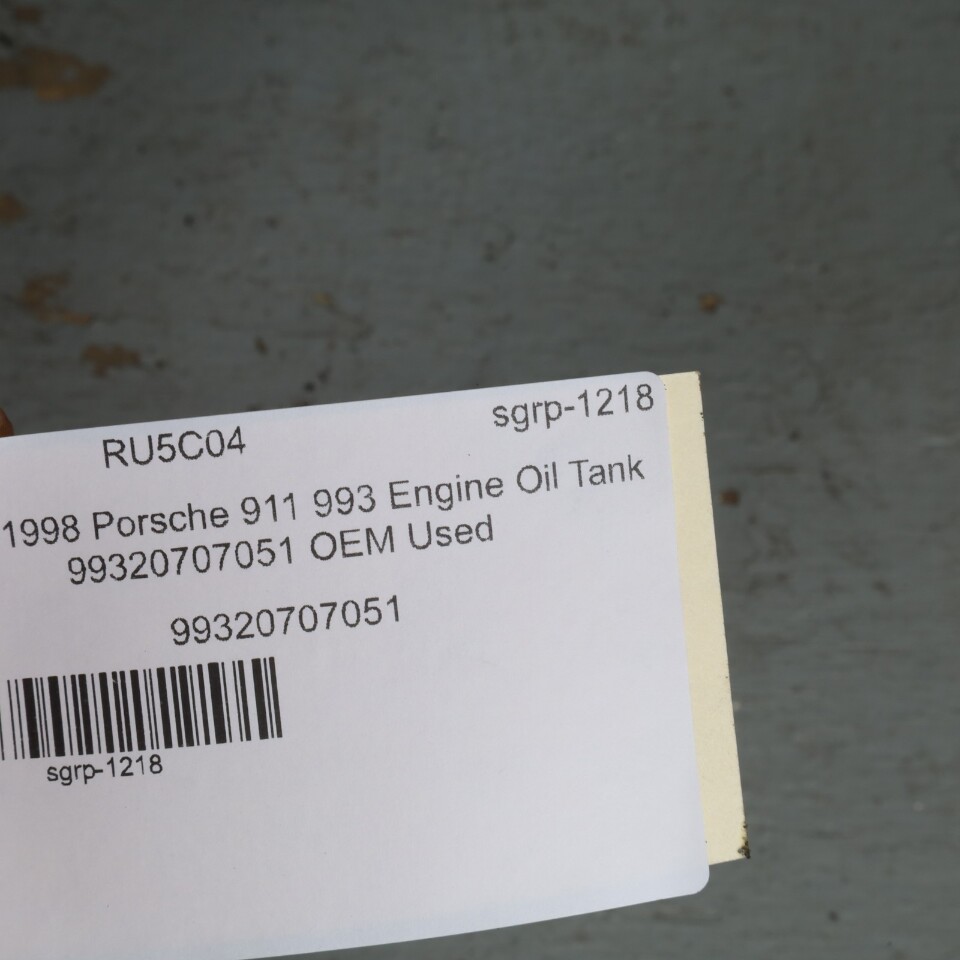 RU5C04 sgrp-1218
1998 Porsche 911 993 Engine Oil Tank
99320707051 OEM Used
99320707051
sgrp-1218